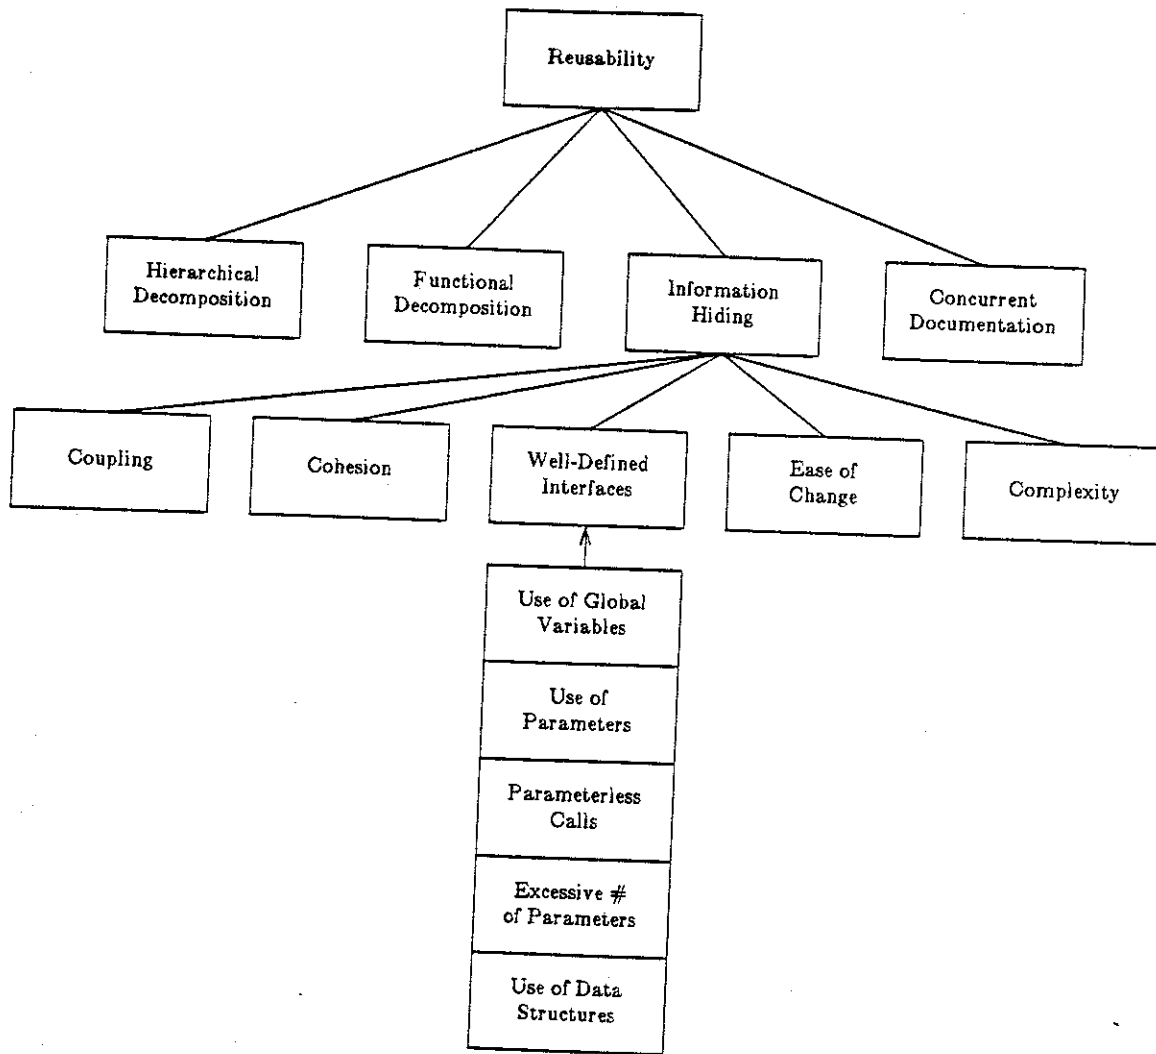 Reusability
Hierarchical
Decomposition
Functional
Decomposition
Information
Hiding
Concurrent
Documentation
Coupling
Cohesion
Well-Defined
Interfaces
Ease of
Change
Complexity
Use of Global
Variables
Use of
Parameters
Parameterless
Calls
Excessive #
of Parameters
Use of Data
Structures